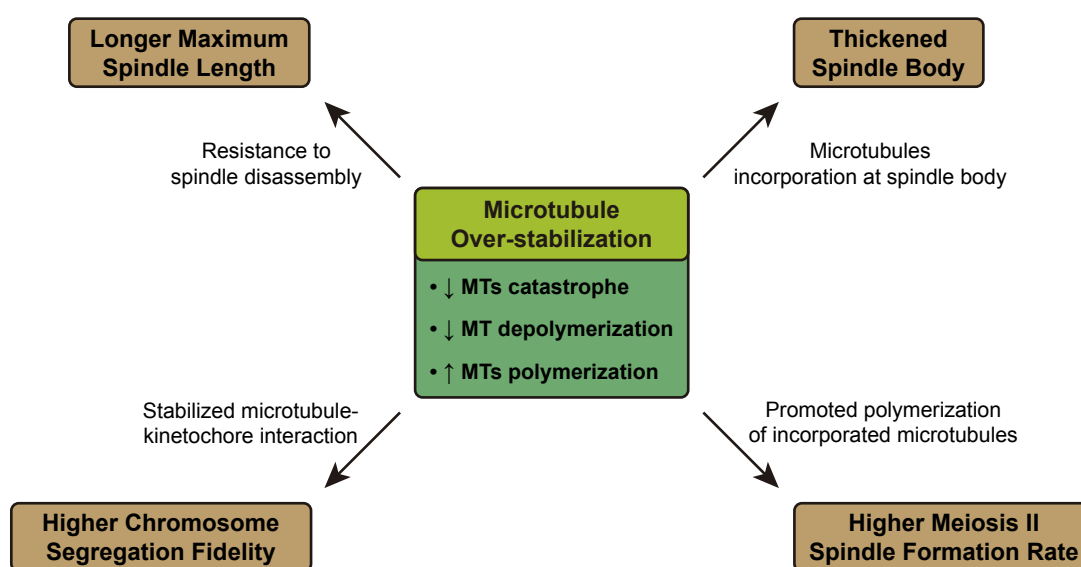 Longer Maximum
Spindle Length
Thickened
Spindle Body
Resistance to
spindle disassembly
Microtubules
incorporation at spindle body
Microtubule
Over-stabilization
• ↓ MTs catastrophe
• ↓ MT depolymerization
• ↑ MTs polymerization
Stabilized microtubule-
kinetochore interaction
Promoted polymerization
of incorporated microtubules
Higher Chromosome
Segregation Fidelity
Higher Meiosis II
Spindle Formation Rate